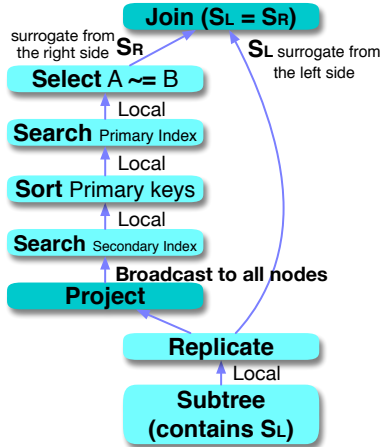 Join (SL = SR)
surrogate from
the right side SR
SL surrogate from
the left side
Select A ~= B
Local
Search Primary Index
Local
Sort Primary keys
Local
Search Secondary Index
Broadcast to all nodes
Project
Replicate
Local
Subtree
(contains SL)